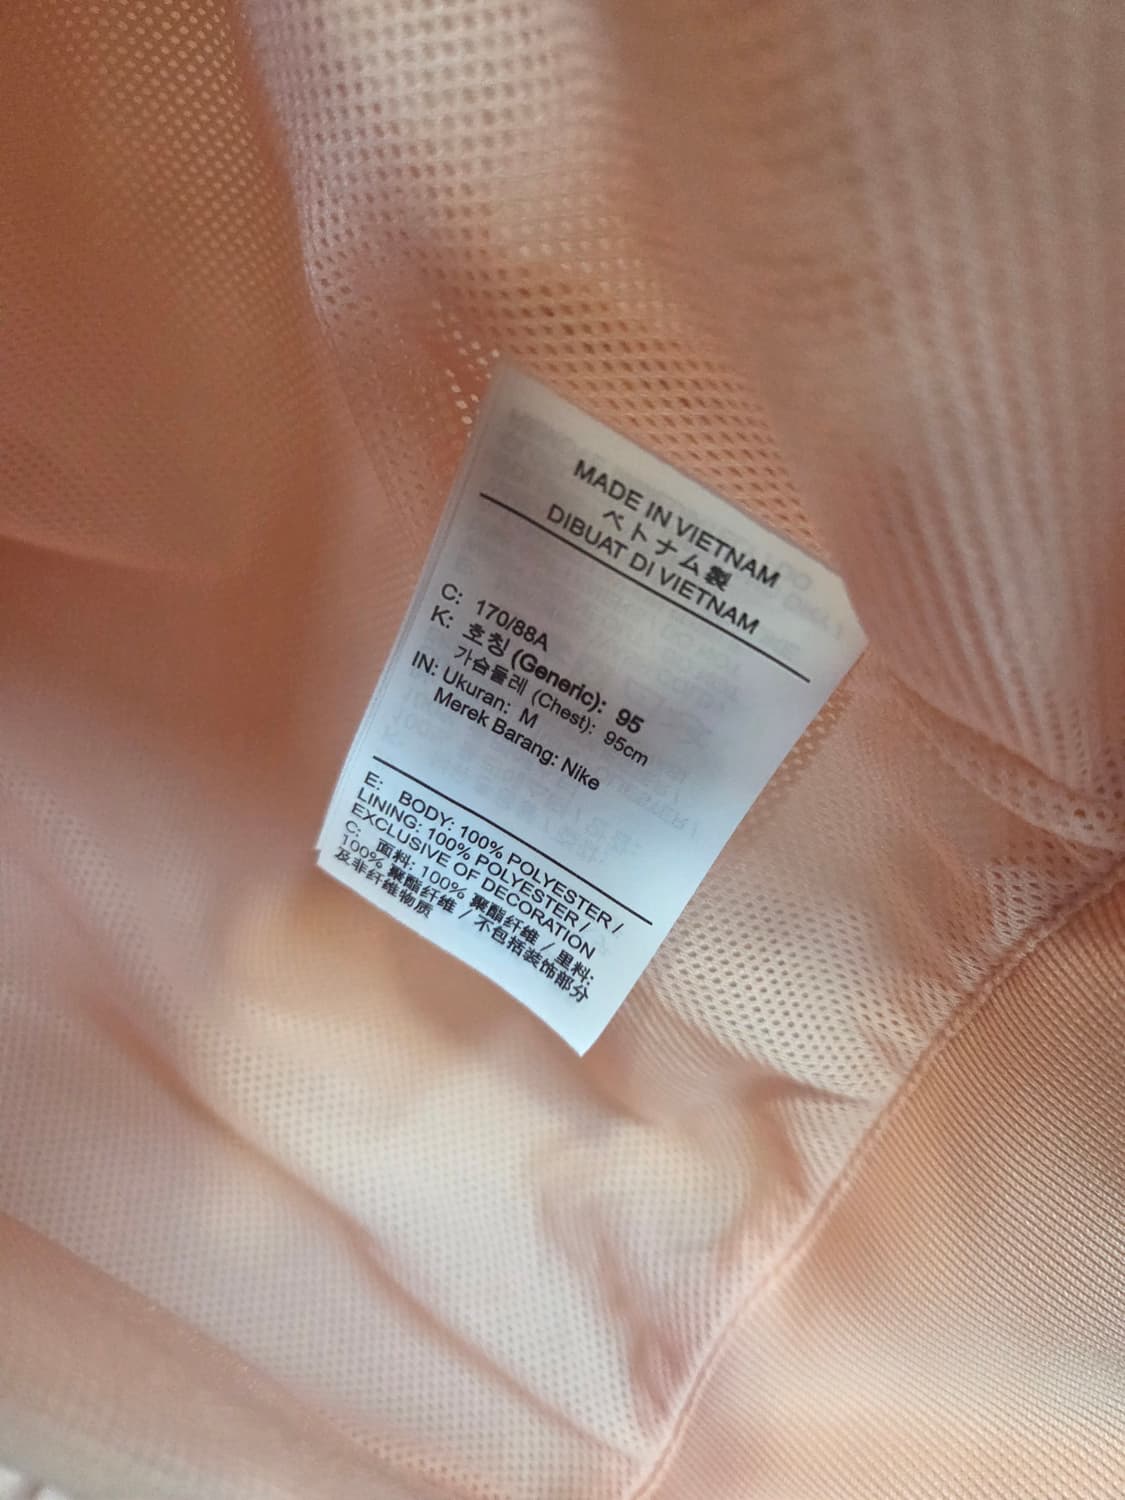 MADE IN VIETNAM
ベトナム製
DIBUAT DI VIETNAM
C: 170/88A
K: 호칭 (Generic): 95
가슴둘레 (Chest): 95cm
IN: Ukuran: M
Merek Barang: Nike
E: BODY: 100% POLYESTER /
LINING: 100% POLYESTER /
EXCLUSIVE OF DECORATION
C: 面料: 100% 聚酯纤维 / 里料:
100% 聚酯纤维 / 不包括装饰部分
及非纤维物质